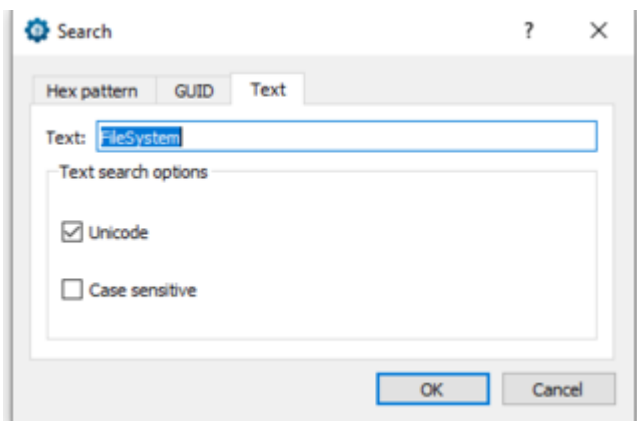 Search ? ×
Hex pattern GUID Text
Text: FileSystem
Text search options
Unicode
Case sensitive
OK Cancel